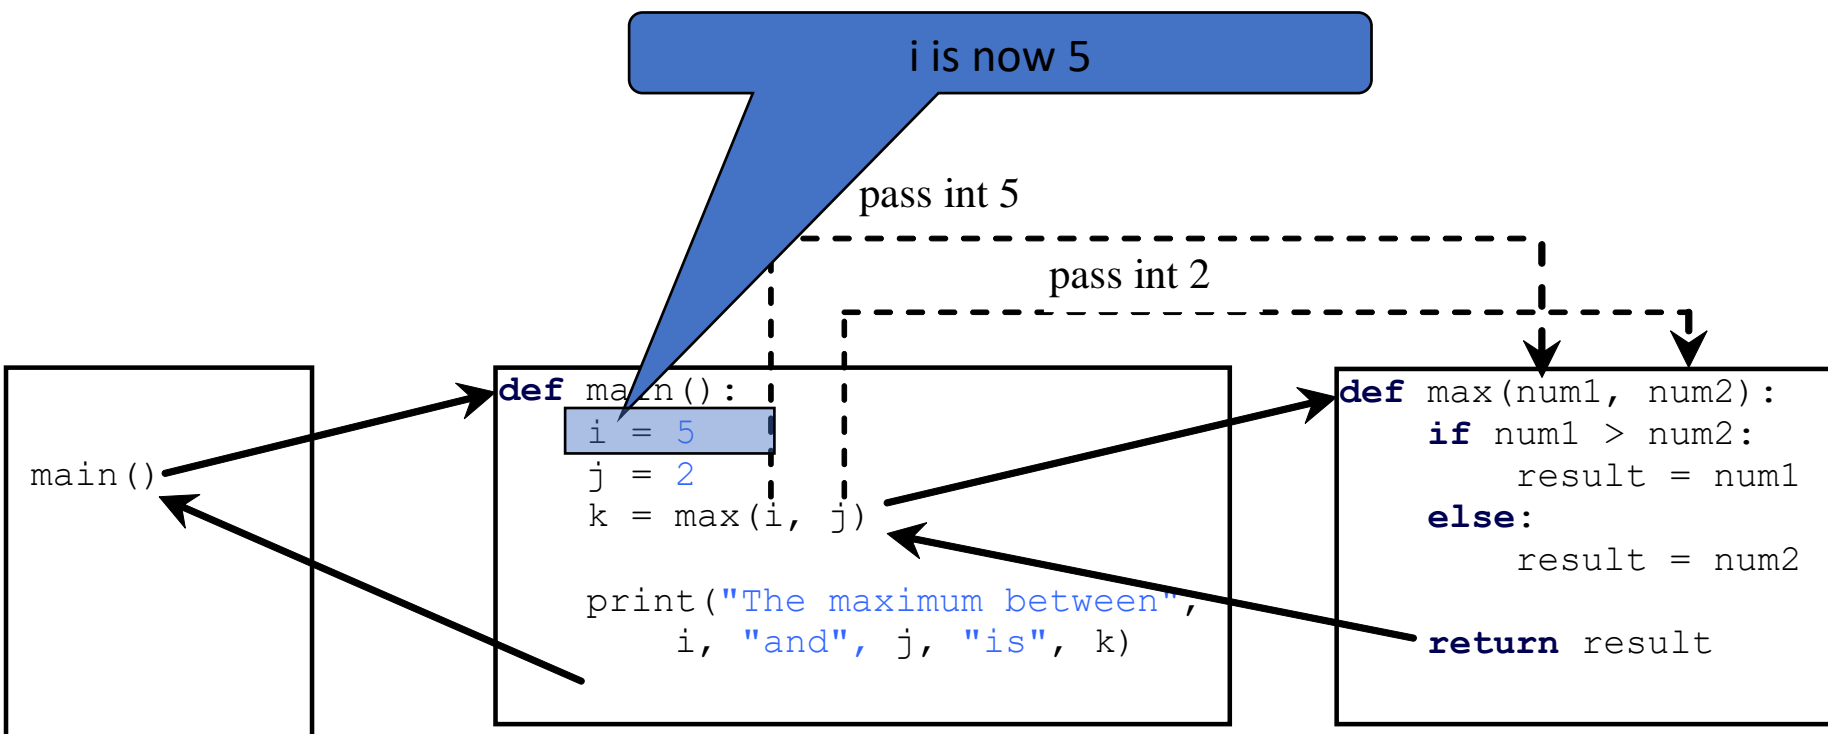 i is now 5
pass int 5
pass int 2
main()
def main():
    i = 5
    j = 2
    k = max(i, j)
    print("The maximum between",
        i, "and", j, "is", k)
def max(num1, num2):
    if num1 > num2:
        result = num1
    else:
        result = num2
    return result